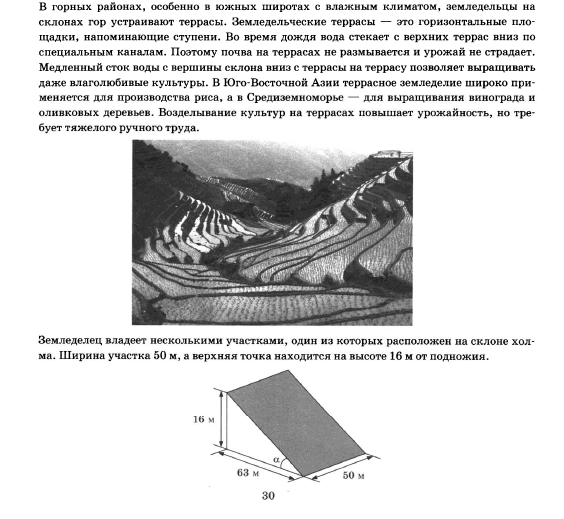 В горных районах, особенно в южных широтах с влажным климатом, земледельцы на
склонах гор устраивают террасы. Земледельческие террасы — это горизонтальные пло-
щадки, напоминающие ступени. Во время дождя вода стекает с верхних террас вниз по
специальным каналам. Поэтому почва на террасах не размывается и урожай не страдает.
Медленный сток воды с вершины склона вниз с террасы на террасу позволяет выращивать
даже влаголюбивые культуры. В Юго-Восточной Азии террасное земледелие широко при-
меняется для производства риса, а в Средиземноморье — для выращивания винограда и
оливковых деревьев. Возделывание культур на террасах повышает урожайность, но тре-
бует тяжелого ручного труда.
Земледелец владеет несколькими участками, один из которых расположен на склоне хол-
ма. Ширина участка 50 м, а верхняя точка находится на высоте 16 м от подножия.
16 м
α
63 м
50 м
30